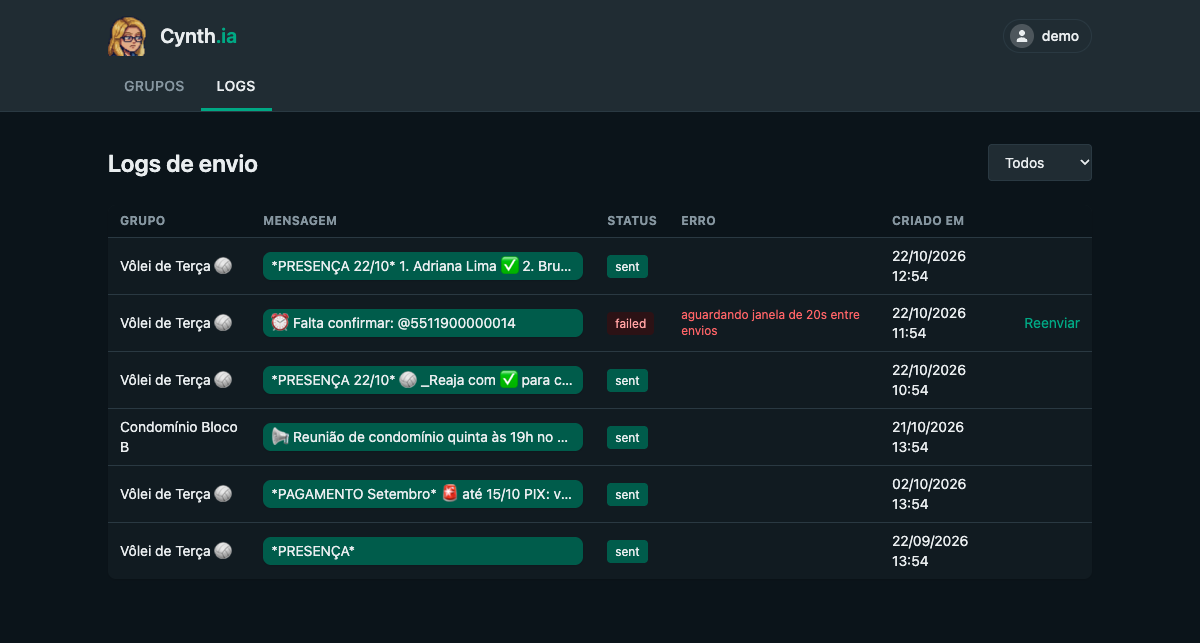 Cynth.ia
demo
GRUPOS LOGS
Logs de envio
Todos
GRUPO MENSAGEM STATUS ERRO CRIADO EM
Vôlei de Terça 🏐 *PRESENÇA 22/10* 1. Adriana Lima ✅ 2. Bru... sent 22/10/2026
12:54
Vôlei de Terça 🏐 ⏰ Falta confirmar: @5511900000014 failed aguardando janela de 20s entre
envios 22/10/2026
11:54 Reenviar
Vôlei de Terça 🏐 *PRESENÇA 22/10* 🏐 _Reaja com ✅ para c... sent 22/10/2026
10:54
Condomínio Bloco
B 📢 Reunião de condomínio quinta às 19h no ... sent 21/10/2026
13:54
Vôlei de Terça 🏐 *PAGAMENTO Setembro* 🚨 até 15/10 PIX: v... sent 02/10/2026
13:54
Vôlei de Terça 🏐 *PRESENÇA* sent 22/09/2026
13:54